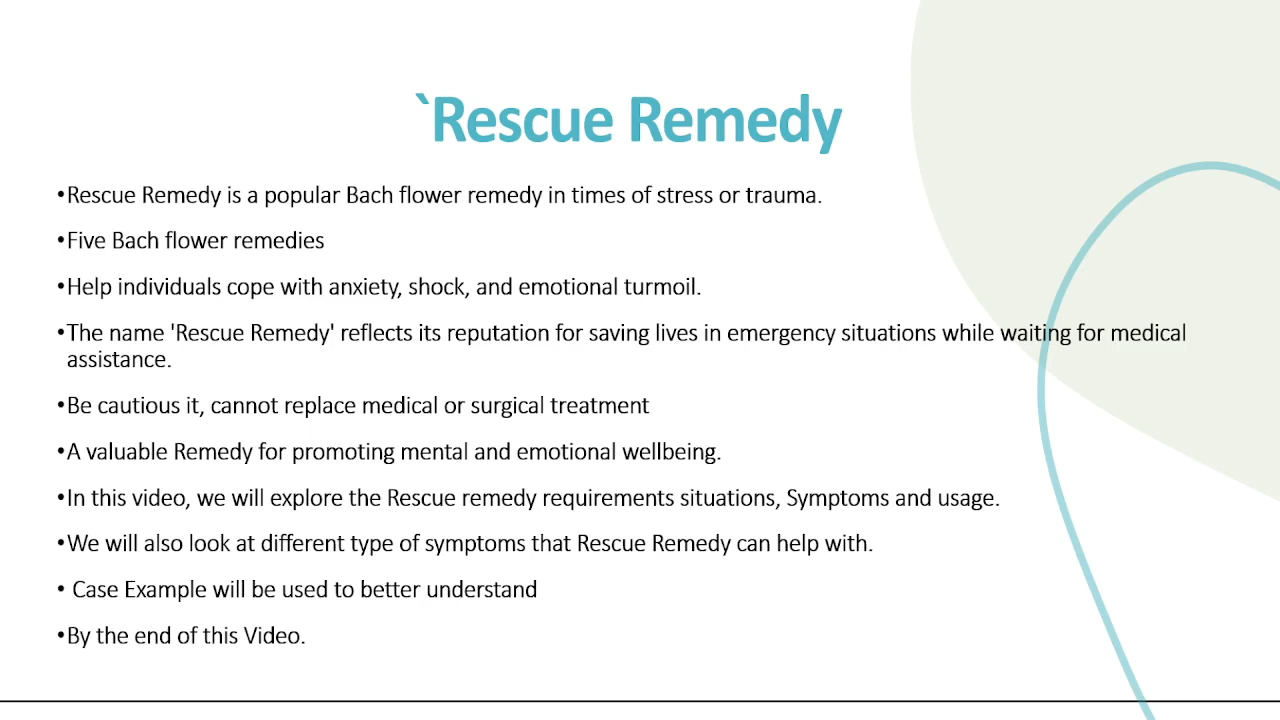 `Rescue Remedy
•Rescue Remedy is a popular Bach flower remedy in times of stress or trauma.
•Five Bach flower remedies
•Help individuals cope with anxiety, shock, and emotional turmoil.
•The name 'Rescue Remedy' reflects its reputation for saving lives in emergency situations while waiting for medical
assistance.
•Be cautious it, cannot replace medical or surgical treatment
•A valuable Remedy for promoting mental and emotional wellbeing.
•In this video, we will explore the Rescue remedy requirements situations, Symptoms and usage.
•We will also look at different type of symptoms that Rescue Remedy can help with.
• Case Example will be used to better understand
•By the end of this Video.